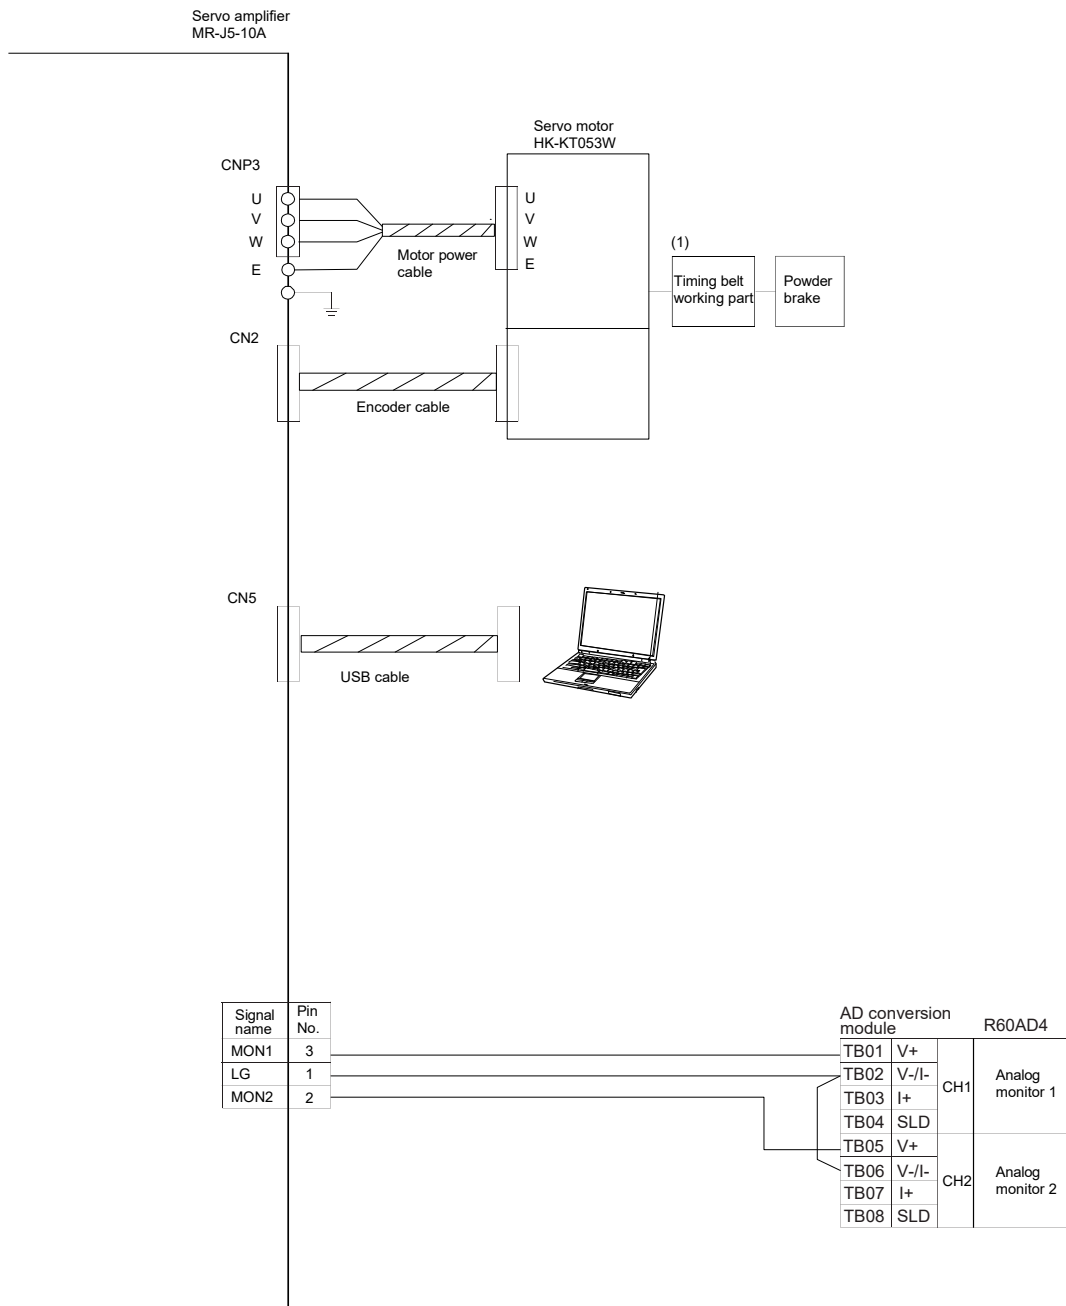 Servo amplifier
MR-J5-10A
Servo motor
HK-KT053W
CNP3
U
V
W
E
U
V
W
E
Motor power
cable
(1)
Timing belt
working part
Powder
brake
CN2
Encoder cable
CN5
USB cable
Signal
name
Pin
No.
MON1 3
LG 1
MON2 2
AD conversion
module
R60AD4
TB01 V+
TB02 V-/I-
TB03 I+
TB04 SLD
CH1
Analog
monitor 1
TB05 V+
TB06 V-/I-
TB07 I+
TB08 SLD
CH2
Analog
monitor 2